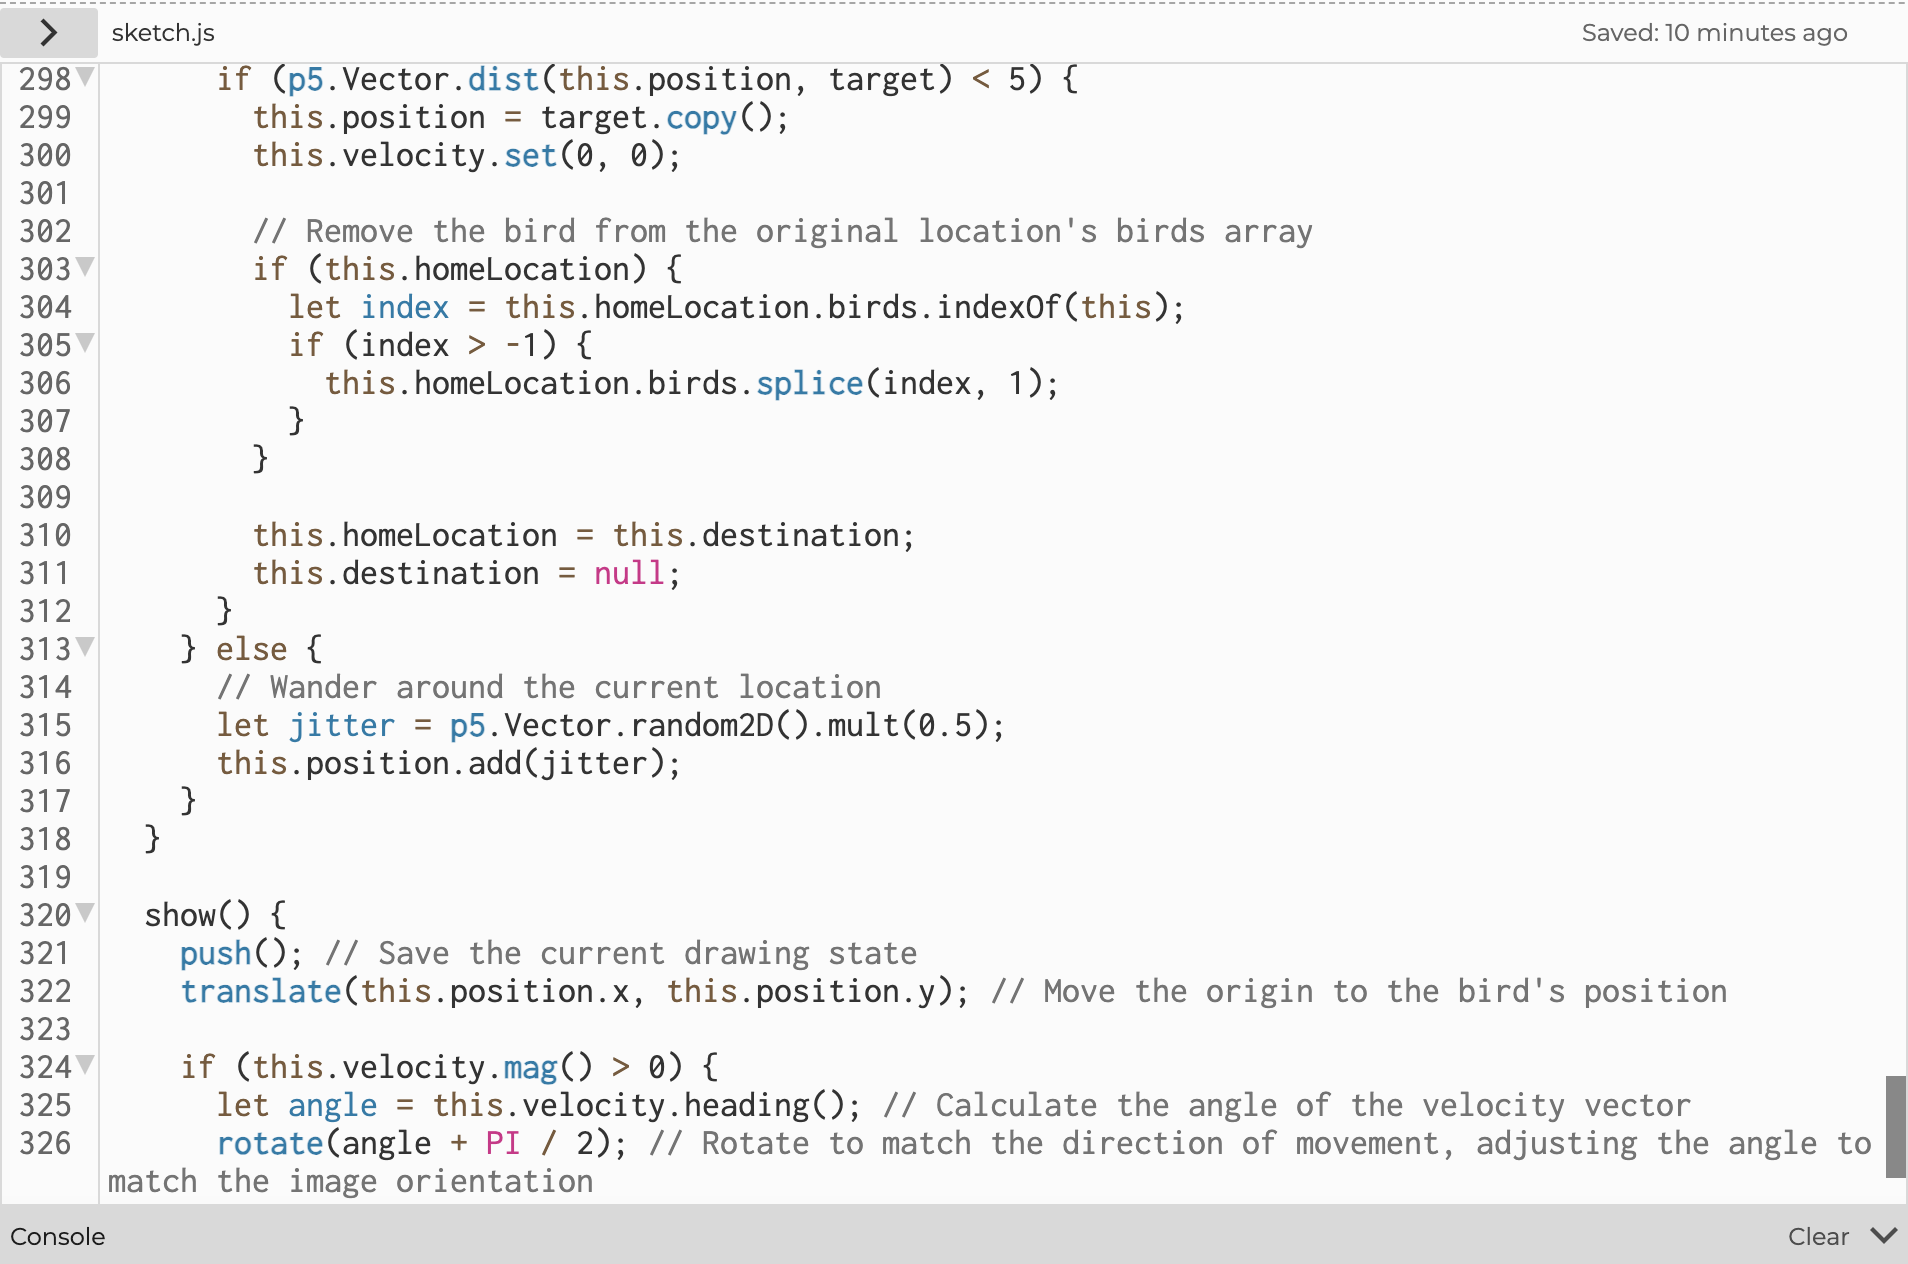 sketch.js
Saved: 10 minutes ago
298 if (p5.Vector.dist(this.position, target) < 5) {
299 this.position = target.copy();
300 this.velocity.set(0, 0);
301
302 // Remove the bird from the original location's birds array
303 if (this.homeLocation) {
304 let index = this.homeLocation.birds.indexOf(this);
305 if (index > -1) {
306 this.homeLocation.birds.splice(index, 1);
307 }
308 }
309
310 this.homeLocation = this.destination;
311 this.destination = null;
312 }
313 } else {
314 // Wander around the current location
315 let jitter = p5.Vector.random2D().mult(0.5);
316 this.position.add(jitter);
317 }
318 }
319
320 show() {
321 push(); // Save the current drawing state
322 translate(this.position.x, this.position.y); // Move the origin to the bird's position
323
324 if (this.velocity.mag() > 0) {
325 let angle = this.velocity.heading(); // Calculate the angle of the velocity vector
326 rotate(angle + PI / 2); // Rotate to match the direction of movement, adjusting the angle to
match the image orientation
Console
Clear